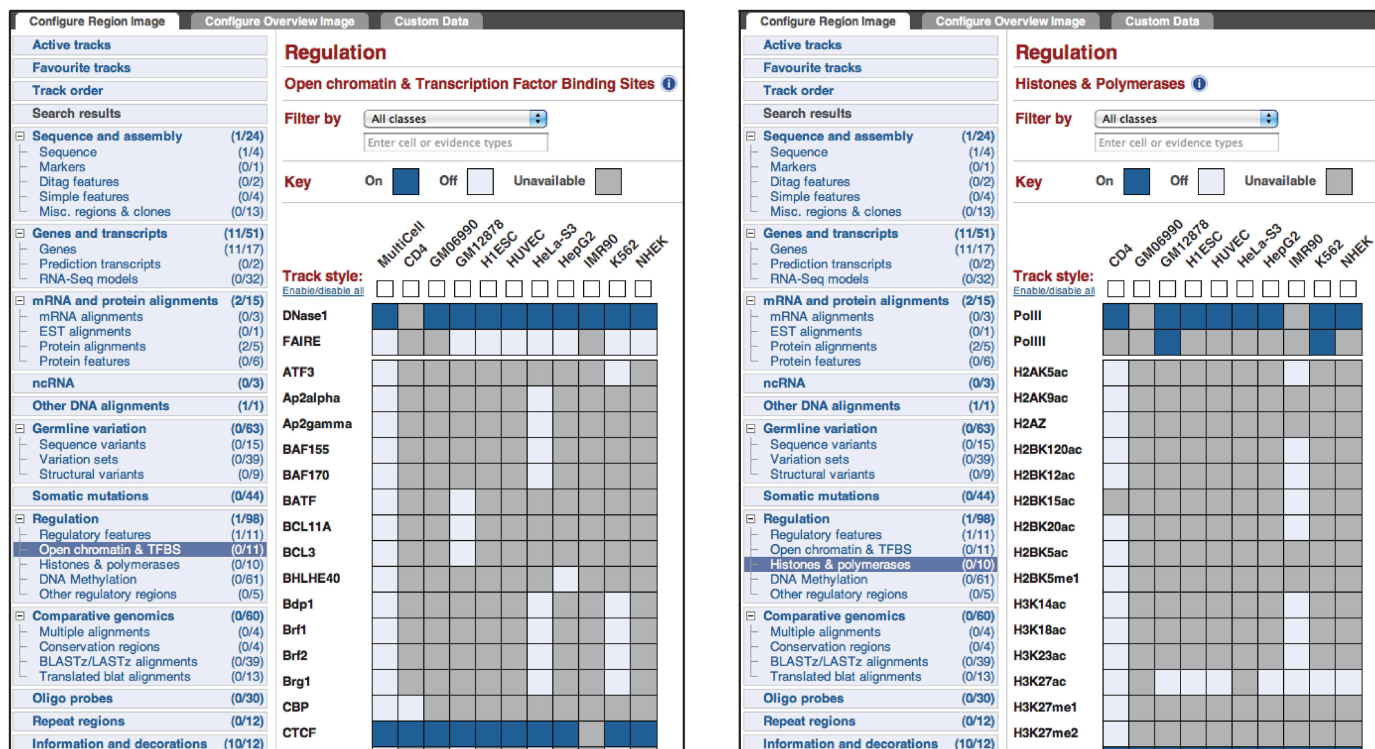 Configure Region Image Configure Overview Image Custom Data
Active tracks
Favourite tracks
Track order
Search results
Sequence and assembly (1/24)
Sequence (1/4)
Markers (0/1)
Ditag features (0/2)
Simple features (0/4)
Misc. regions & clones (0/13)
Genes and transcripts (11/51)
Genes (11/17)
Prediction transcripts (0/2)
RNA-Seq models (0/32)
mRNA and protein alignments (2/15)
mRNA alignments (0/3)
EST alignments (0/1)
Protein alignments (2/5)
Protein features (0/6)
ncRNA (0/3)
Other DNA alignments (1/1)
Germline variation (0/63)
Sequence variants (0/15)
Variation sets (0/39)
Structural variants (0/9)
Somatic mutations (0/44)
Regulation (1/98)
Regulatory features (1/11)
Open chromatin & TFBS (0/11)
Histones & polymerases (0/10)
DNA Methylation (0/61)
Other regulatory regions (0/5)
Comparative genomics (0/60)
Multiple alignments (0/4)
Conservation regions (0/4)
BLASTz/LASTz alignments (0/39)
Translated blat alignments (0/13)
Oligo probes (0/30)
Repeat regions (0/12)
Information and decorations (10/12)
Regulation
Open chromatin & Transcription Factor Binding Sites i
Filter by All classes
Enter cell or evidence types
Key On Off Unavailable
MultiCell CD4 GM06990 GM12878 H1ESC HUVEC HeLa-S3 HepG2 IMR90 K562 NHEK
Track style:
Enable/disable all
DNase1
FAIRE
ATF3
Ap2alpha
Ap2gamma
BAF155
BAF170
BATF
BCL11A
BCL3
BHLHE40
Bdp1
Brf1
Brf2
Brg1
CBP
CTCF
Configure Region Image Configure Overview Image Custom Data
Active tracks
Favourite tracks
Track order
Search results
Sequence and assembly (1/24)
Sequence (1/4)
Markers (0/1)
Ditag features (0/2)
Simple features (0/4)
Misc. regions & clones (0/13)
Genes and transcripts (11/51)
Genes (11/17)
Prediction transcripts (0/2)
RNA-Seq models (0/32)
mRNA and protein alignments (2/15)
mRNA alignments (0/3)
EST alignments (0/1)
Protein alignments (2/5)
Protein features (0/6)
ncRNA (0/3)
Other DNA alignments (1/1)
Germline variation (0/63)
Sequence variants (0/15)
Variation sets (0/39)
Structural variants (0/9)
Somatic mutations (0/44)
Regulation (1/98)
Regulatory features (1/11)
Open chromatin & TFBS (0/11)
Histones & polymerases (0/10)
DNA Methylation (0/61)
Other regulatory regions (0/5)
Comparative genomics (0/60)
Multiple alignments (0/4)
Conservation regions (0/4)
BLASTz/LASTz alignments (0/39)
Translated blat alignments (0/13)
Oligo probes (0/30)
Repeat regions (0/12)
Information and decorations (10/12)
Regulation
Histones & Polymerases i
Filter by All classes
Enter cell or evidence types
Key On Off Unavailable
CD4 GM06990 GM12878 H1ESC HUVEC HeLa-S3 HepG2 IMR90 K562 NHEK
Track style:
Enable/disable all
PolII
PolIII
H2AK5ac
H2AK9ac
H2AZ
H2BK120ac
H2BK12ac
H2BK15ac
H2BK20ac
H2BK5ac
H2BK5me1
H3K14ac
H3K18ac
H3K23ac
H3K27ac
H3K27me1
H3K27me2